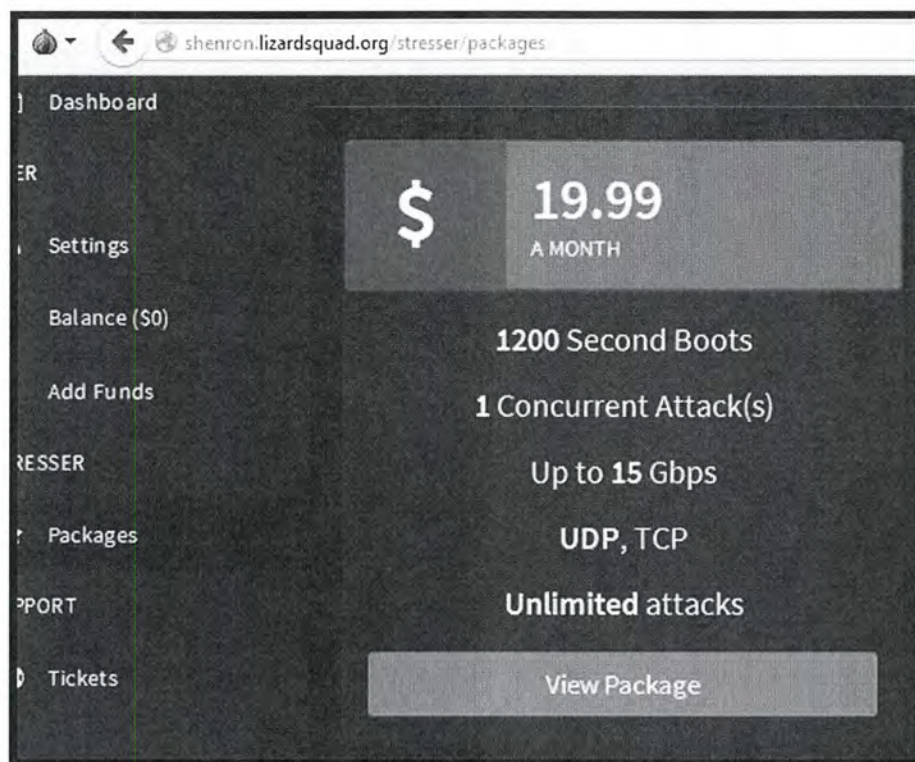 shenron.lizardsquad.org/stresser/packages
Dashboard
ER
Settings
Balance ($0)
Add Funds
RESSER
Packages
PPORT
Tickets
$
19.99
A MONTH
1200 Second Boots
1 Concurrent Attack(s)
Up to 15 Gbps
UDP, TCP
Unlimited attacks
View Package